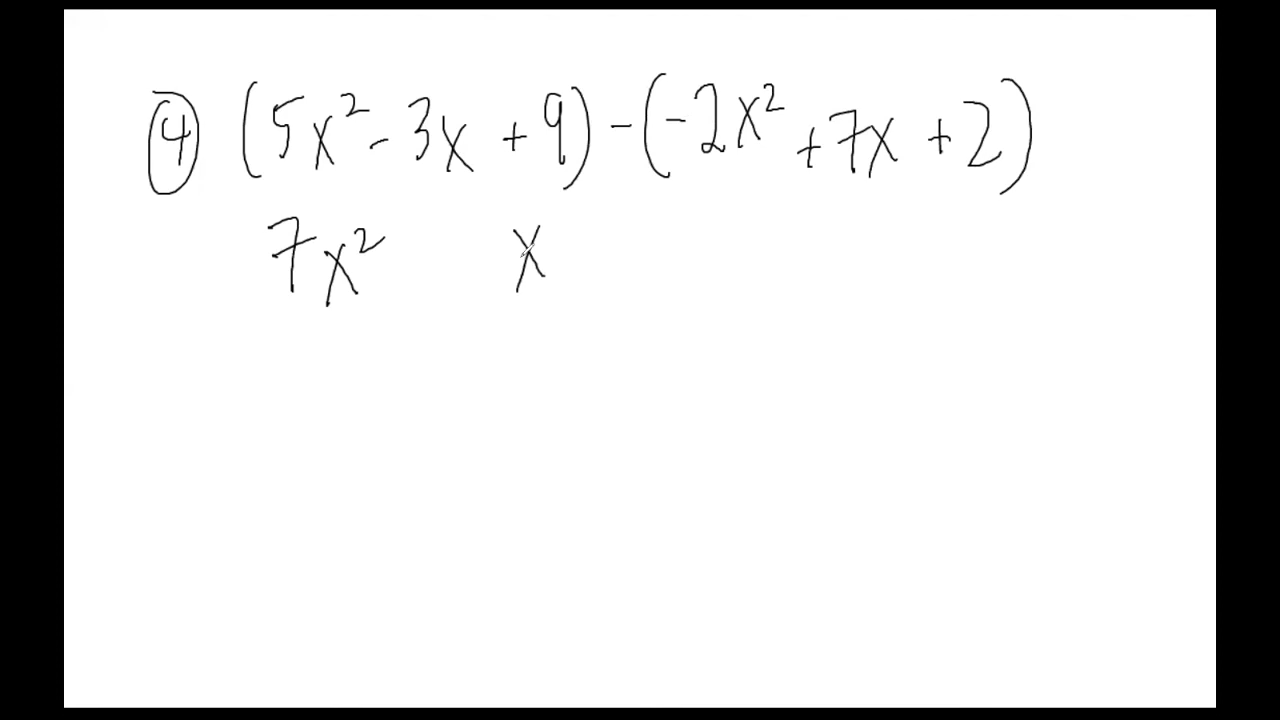 ④ (5x² - 3x + 9) - (-2x² + 7x + 2)
7x² x